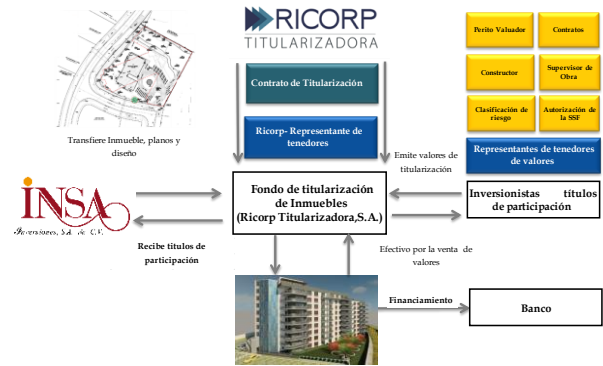 RICORP
TITULARIZADORA
Contrato de Titularización
Ricorp- Representante de
tenedores
Perito Valuador
Contratos
Constructor
Supervisor de
Obra
Clasificación de
riesgo
Autorización de
la SSF
Representantes de tenedores
de valores
Transfiere Inmueble, planos y
diseño
Emite valores de
titularización
INSA
Inversiones, S.A. de C.V.
Fondo de titularización
de Inmuebles
(Ricorp Titularizadora,S.A.)
Inversionistas títulos
de participación
Recibe titulos de
participación
Efectivo por la venta de
valores
Financiamiento
Banco